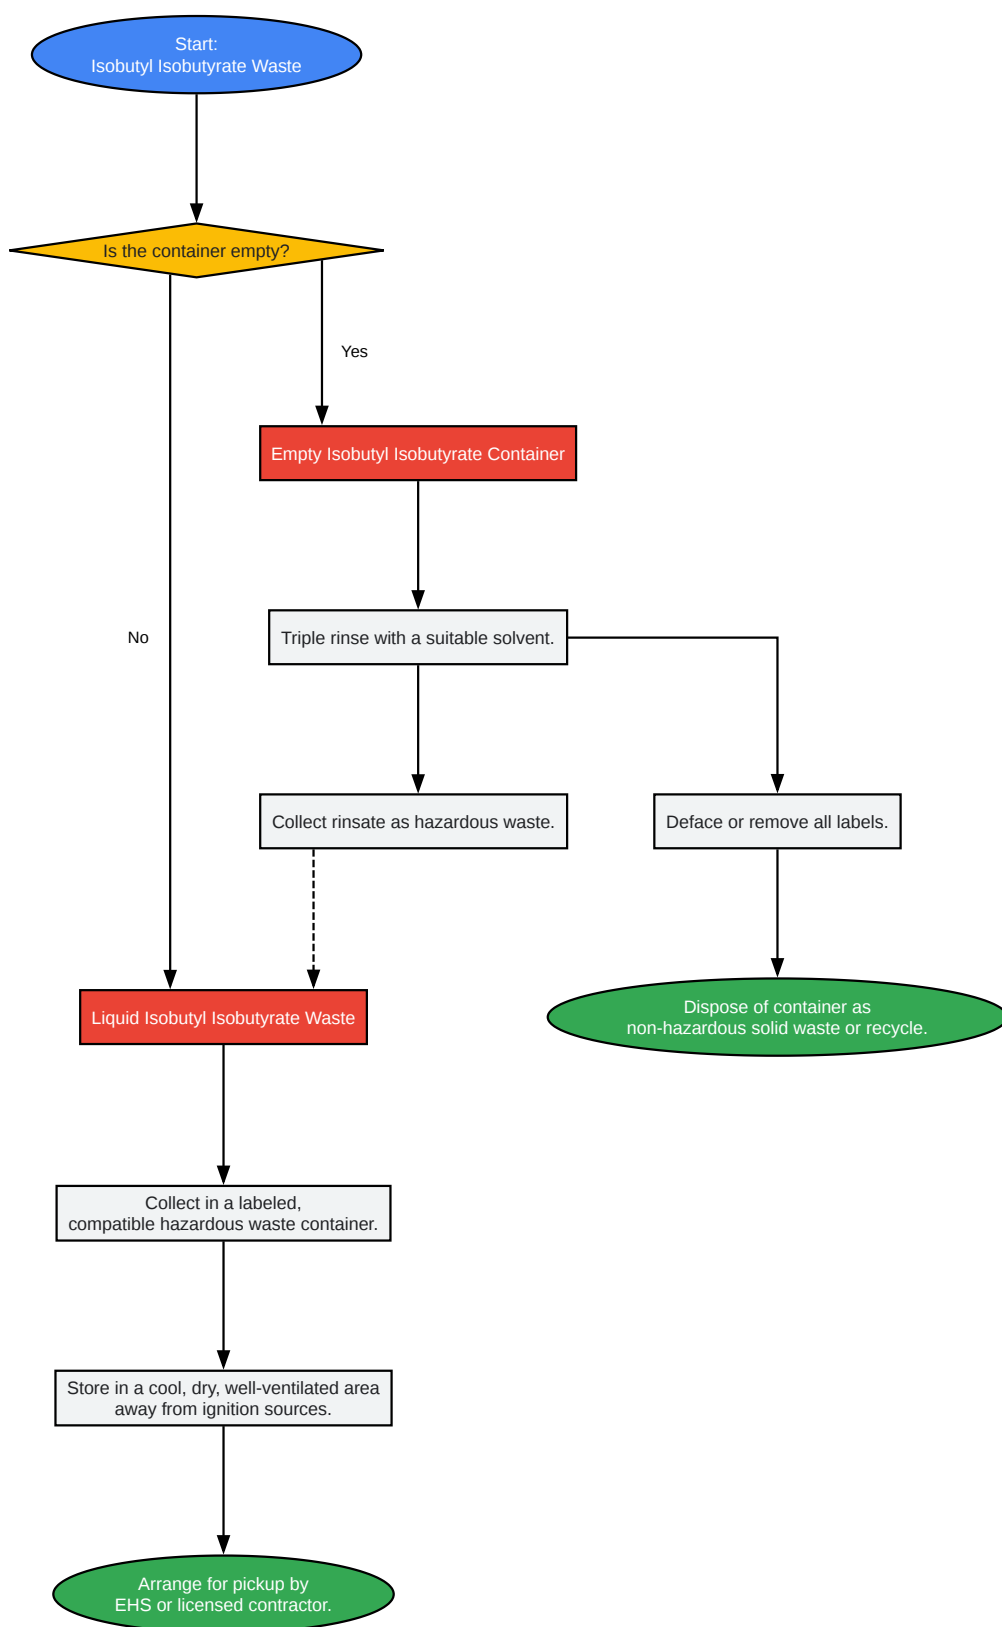 Start:
Isobutyl Isobutyrate Waste
Is the container empty?
Yes
Empty Isobutyl Isobutyrate Container
No
Triple rinse with a suitable solvent.
Collect rinsate as hazardous waste.
Deface or remove all labels.
Liquid Isobutyl Isobutyrate Waste
Dispose of container as
non-hazardous solid waste or recycle.
Collect in a labeled,
compatible hazardous waste container.
Store in a cool, dry, well-ventilated area
away from ignition sources.
Arrange for pickup by
EHS or licensed contractor.